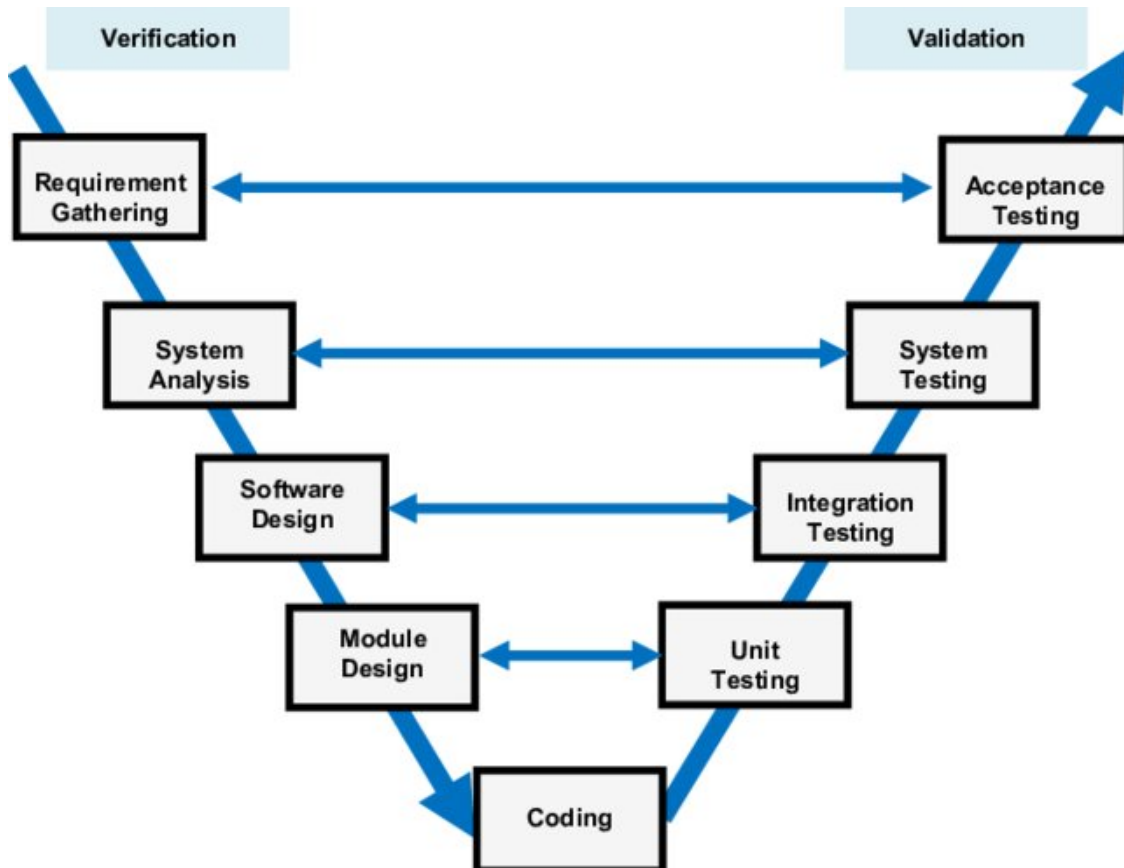 Verification
Validation
Requirement
Gathering
Acceptance
Testing
System
Analysis
System
Testing
Software
Design
Integration
Testing
Module
Design
Unit
Testing
Coding